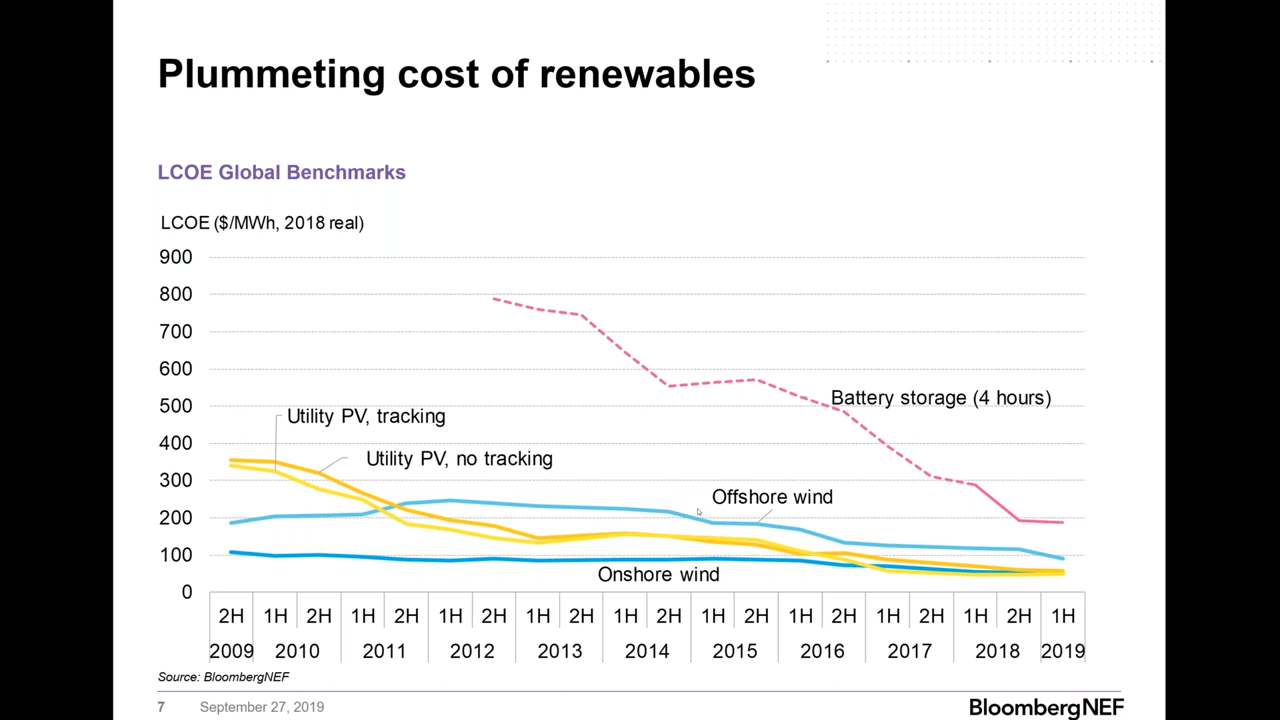 Plummeting cost of renewables
LCOE Global Benchmarks
LCOE ($/MWh, 2018 real)
900
800
700
600
500
400
300
200
100
0
Battery storage (4 hours)
Utility PV, tracking
Utility PV, no tracking
Offshore wind
Onshore wind
2H 1H 2H 1H 2H 1H 2H 1H 2H 1H 2H 1H 2H 1H 2H 1H 2H 1H 2H 1H
2009 2010 2011 2012 2013 2014 2015 2016 2017 2018 2019
Source: BloombergNEF
7 September 27, 2019 BloombergNEF